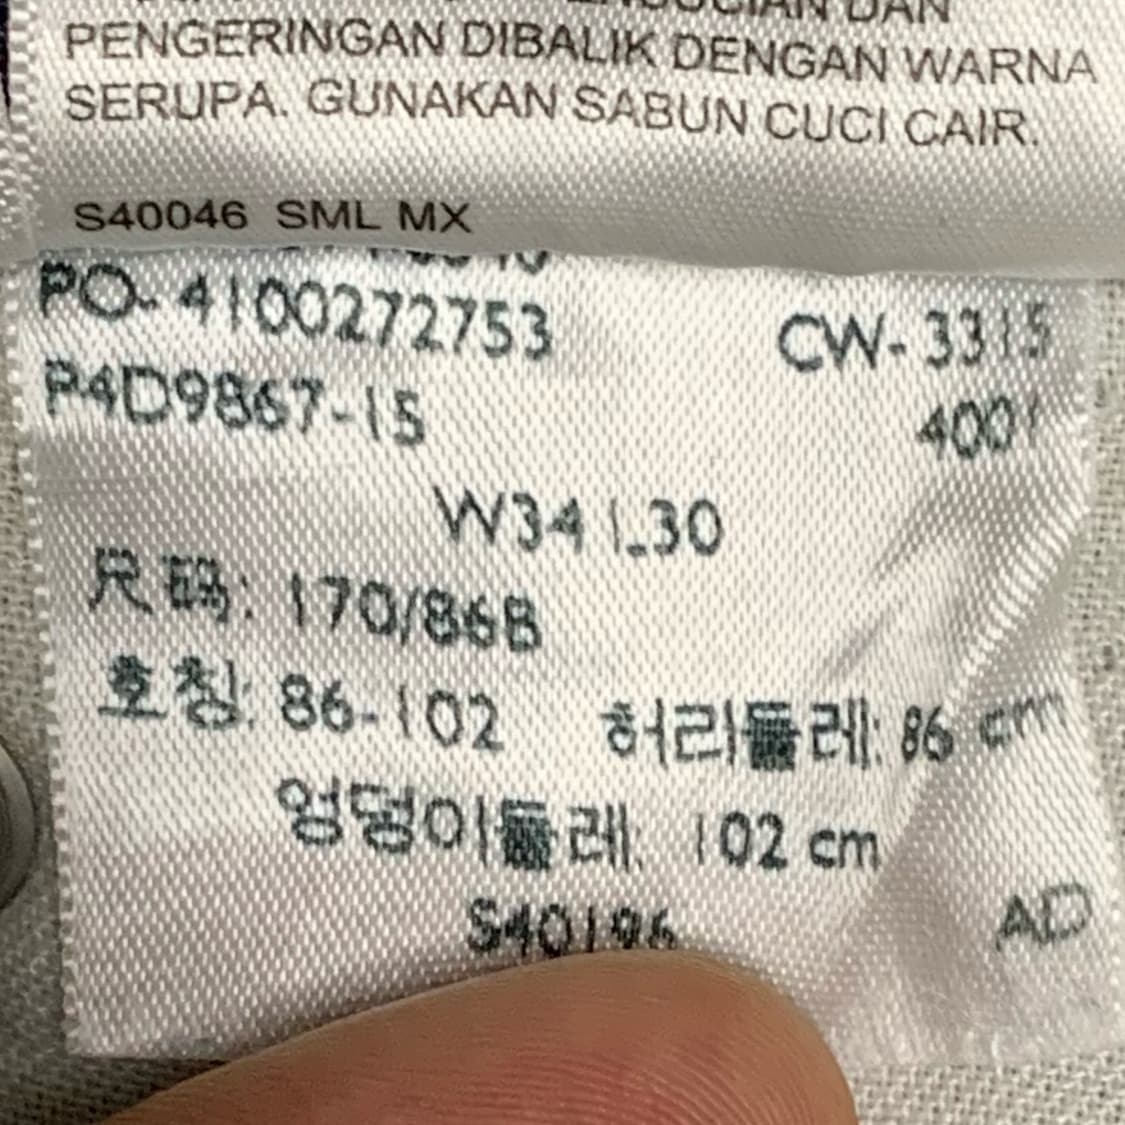 DAN
PENGERINGAN DIBALIK DENGAN WARNA
SERUPA. GUNAKAN SABUN CUCI CAIR.
S40046 SML MX
PO-4100272753
CW-3315
P4D9867-15
W34 L30
尺码: 170/86B
호칭: 86-102 허리둘레: 86 cm
엉덩이둘레: 102 cm
S40196
AD